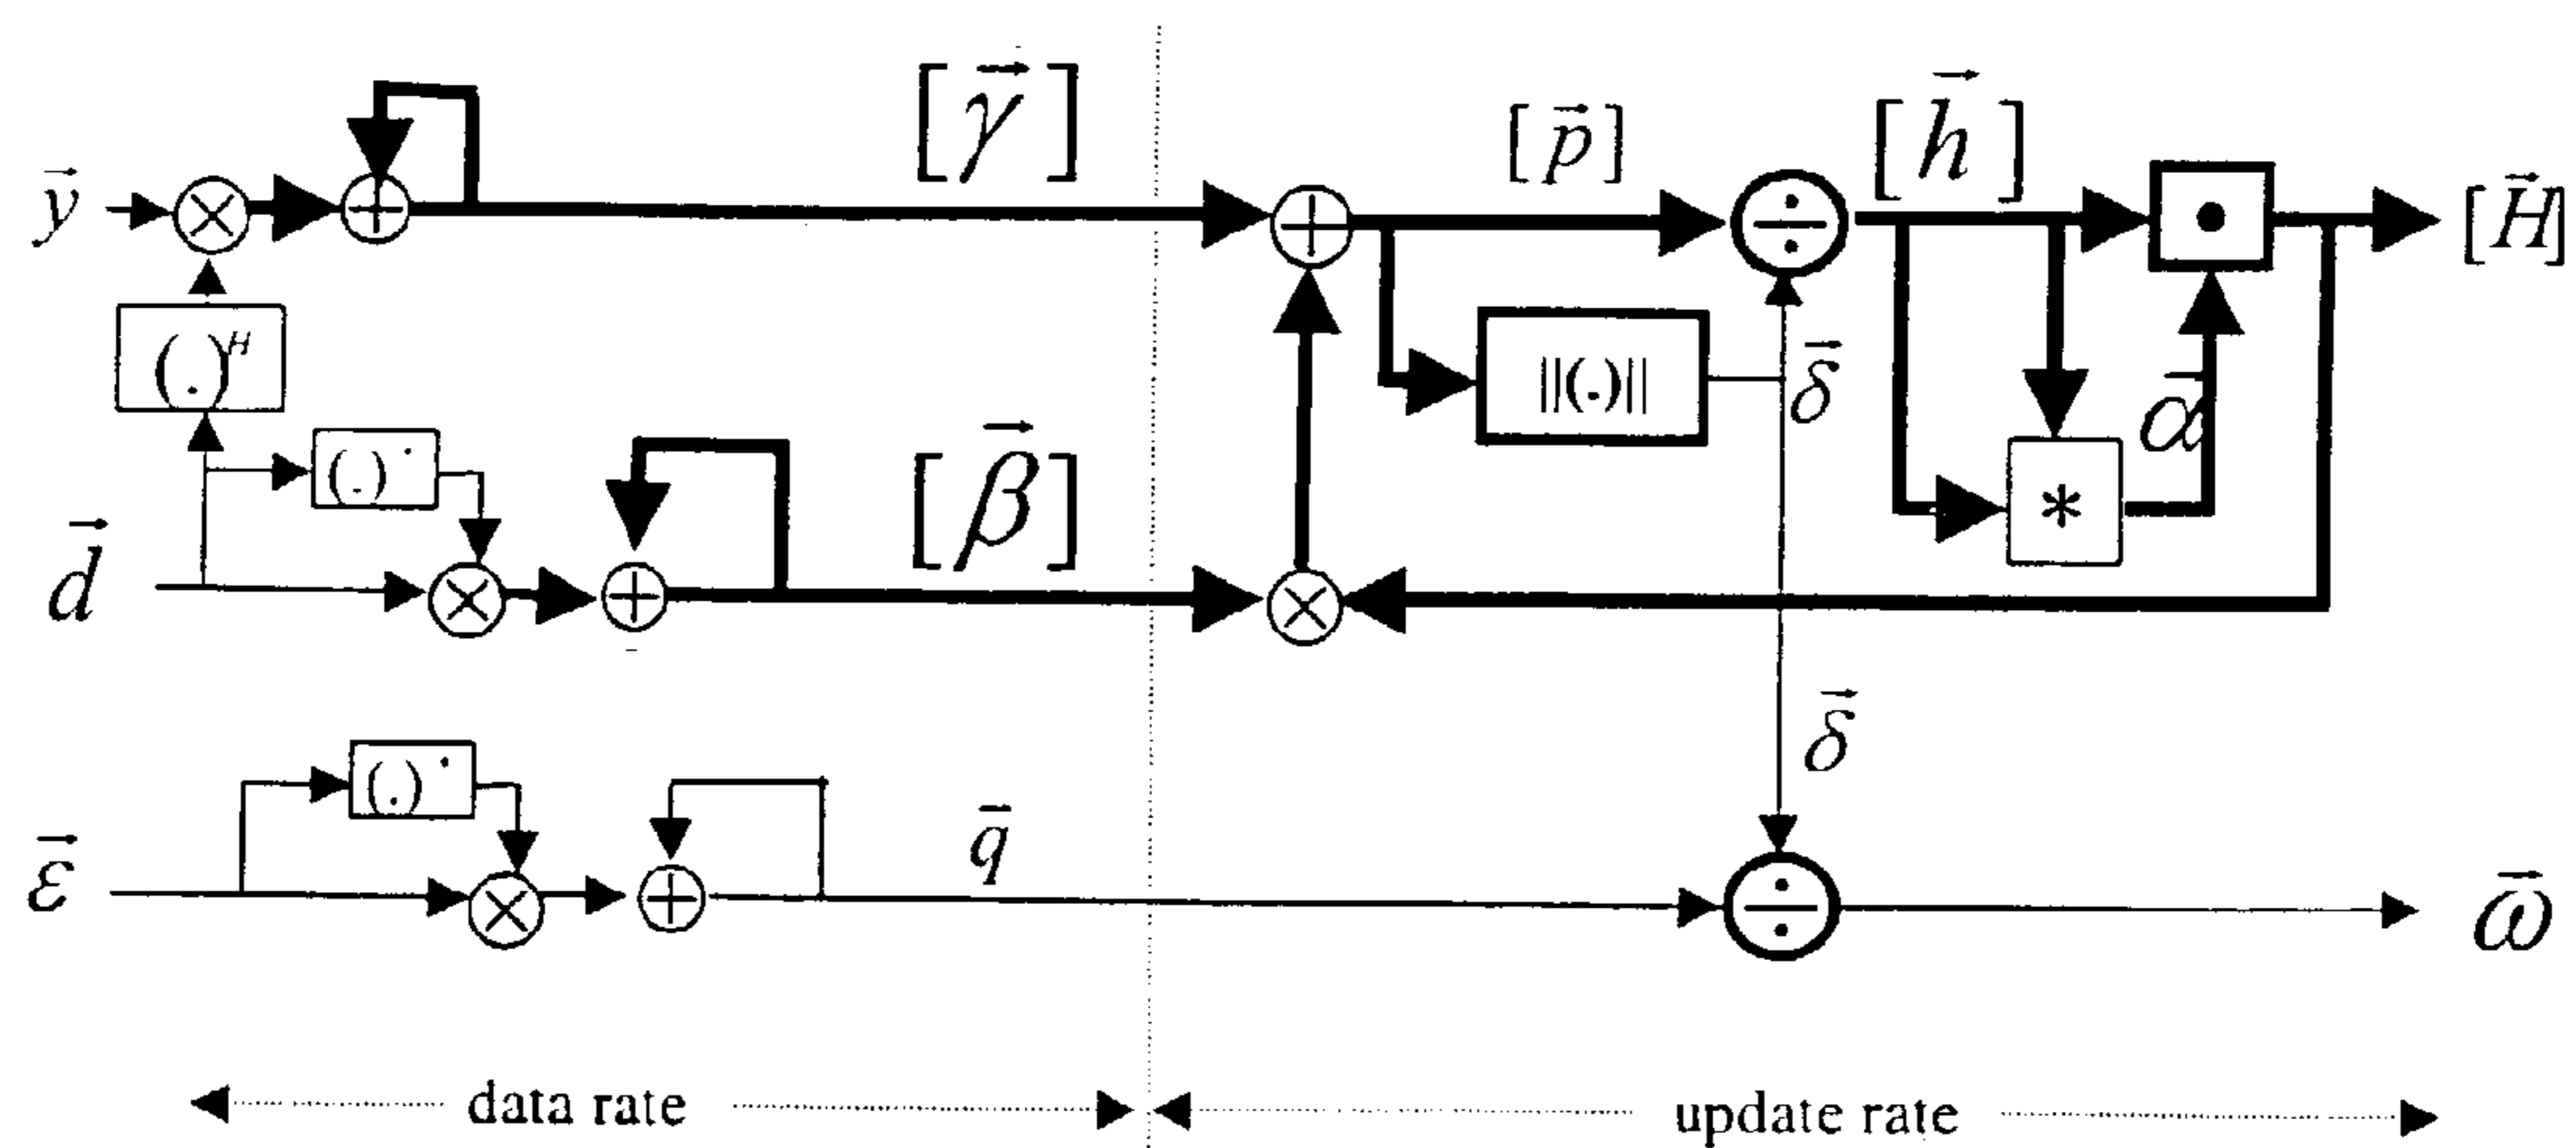 [γ⃗]
[p⃗]
[h⃗]
y⃗
[H⃗]
(.)ᴴ
||(.)||
δ⃗
α⃗
(.)
[β⃗]
*
d⃗
δ⃗
(.)
q̄
ε⃗
ω⃗
data rate
update rate